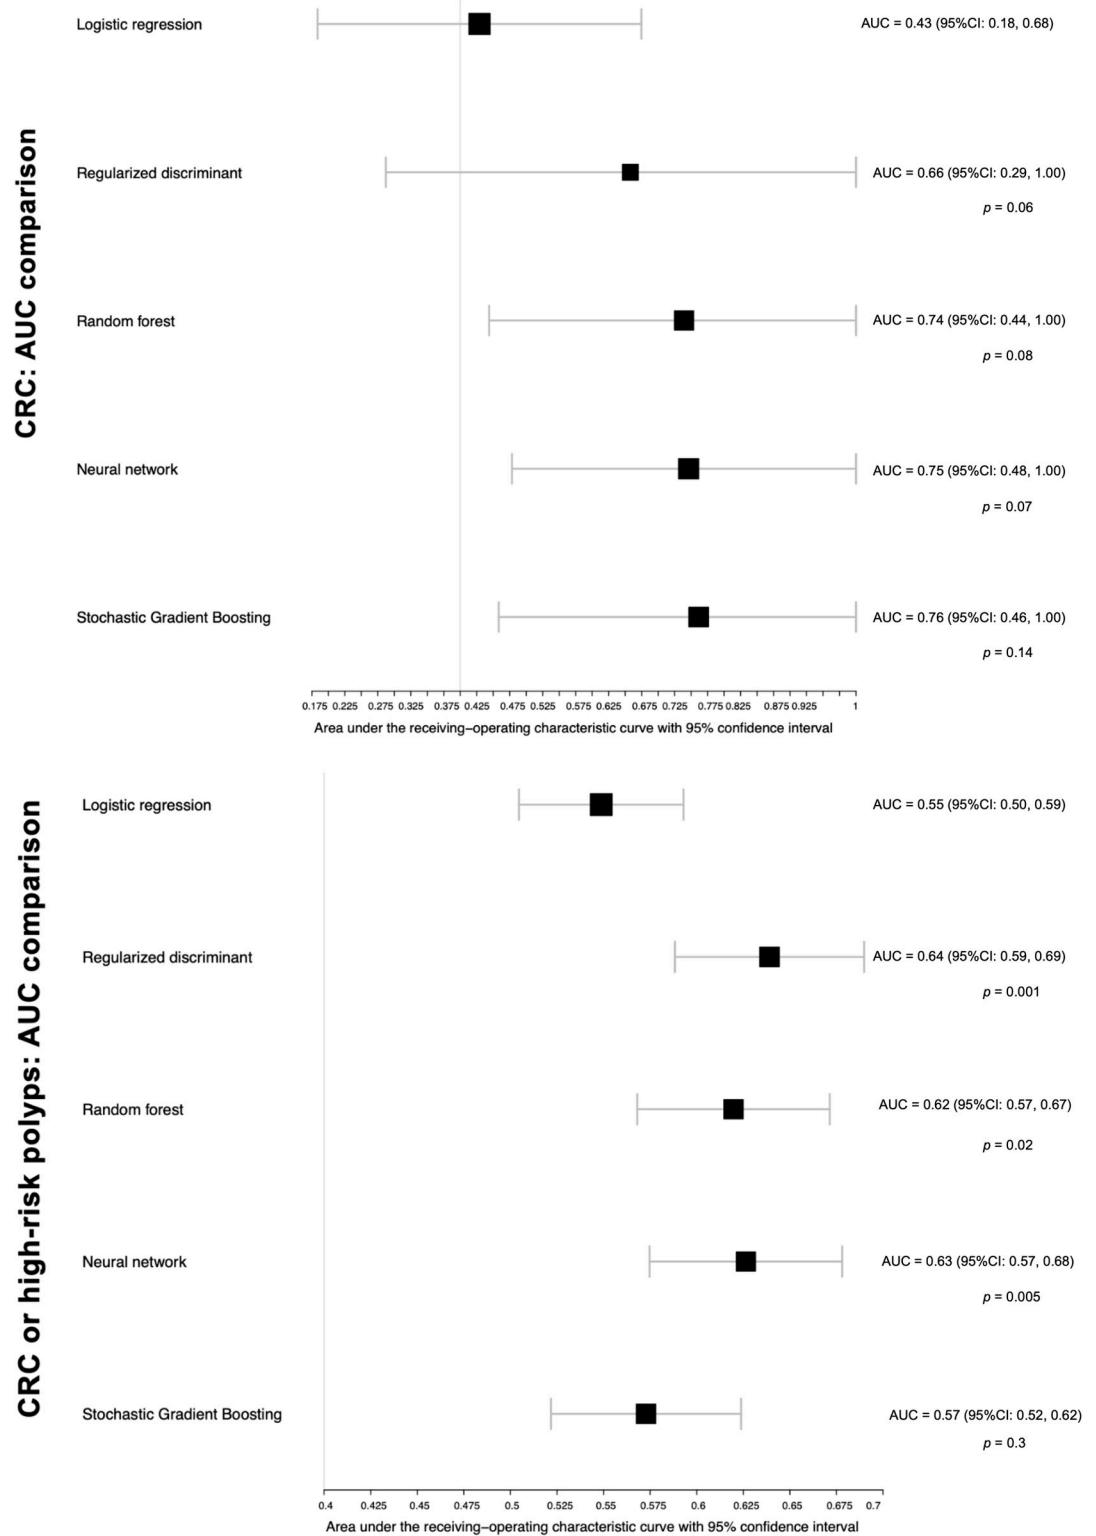 CRC: AUC comparison
Logistic regression
AUC = 0.43 (95%CI: 0.18, 0.68)
Regularized discriminant
AUC = 0.66 (95%CI: 0.29, 1.00)
p = 0.06
Random forest
AUC = 0.74 (95%CI: 0.44, 1.00)
p = 0.08
Neural network
AUC = 0.75 (95%CI: 0.48, 1.00)
p = 0.07
Stochastic Gradient Boosting
AUC = 0.76 (95%CI: 0.46, 1.00)
p = 0.14
0.175 0.225 0.275 0.325 0.375 0.425 0.475 0.525 0.575 0.625 0.675 0.725 0.775 0.825 0.875 0.925 1
Area under the receiving–operating characteristic curve with 95% confidence interval
CRC or high-risk polyps: AUC comparison
Logistic regression
AUC = 0.55 (95%CI: 0.50, 0.59)
Regularized discriminant
AUC = 0.64 (95%CI: 0.59, 0.69)
p = 0.001
Random forest
AUC = 0.62 (95%CI: 0.57, 0.67)
p = 0.02
Neural network
AUC = 0.63 (95%CI: 0.57, 0.68)
p = 0.005
Stochastic Gradient Boosting
AUC = 0.57 (95%CI: 0.52, 0.62)
p = 0.3
0.4 0.425 0.45 0.475 0.5 0.525 0.55 0.575 0.6 0.625 0.65 0.675 0.7
Area under the receiving–operating characteristic curve with 95% confidence interval